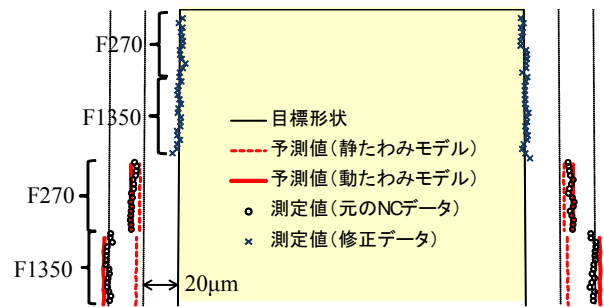 F270
F1350
目標形状
予測値(静たわみモデル)
予測値(動たわみモデル)
測定値(元のNCデータ)
測定値(修正データ)
F270
F1350
20μm